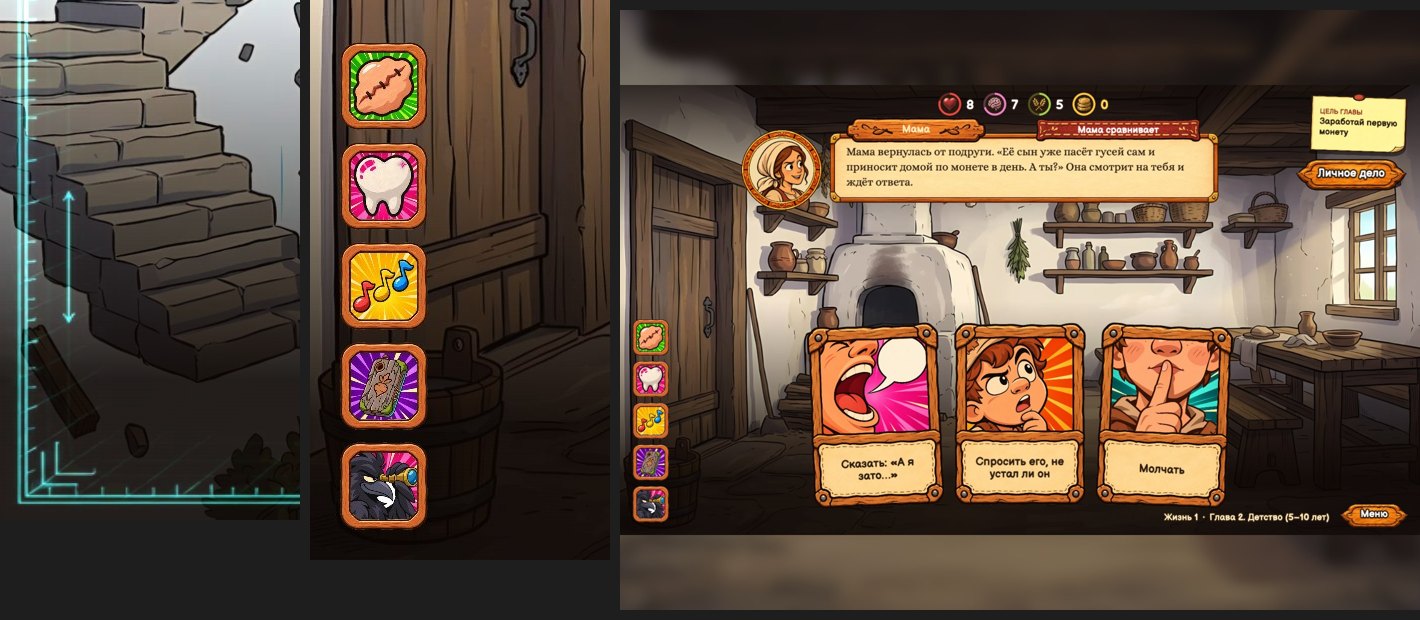 8 7 5 0
ЦЕЛЬ ГЛАВЫ
Заработай первую
монету
Личное дело
Мама
Мама сравнивает
Мама вернулась от подруги. «Её сын уже пасёт гусей сам и
приносит домой по монете в день. А ты?» Она смотрит на тебя и
ждёт ответа.
Сказать: «А я
зато...»
Спросить его, не
устал ли он
Молчать
Жизнь 1 · Глава 2. Детство (5–10 лет)
Меню